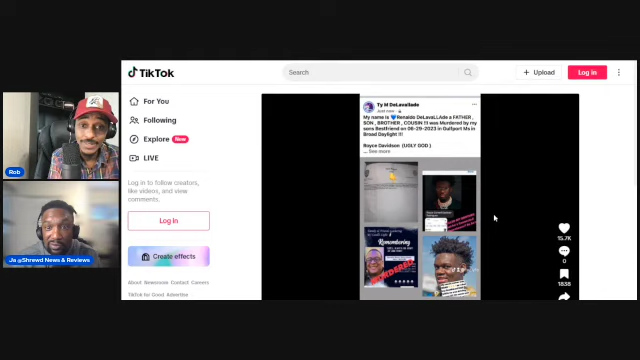 TikTok
Search
+ Upload
Log in
For You
Following
Explore New
LIVE
Log in to follow creators,
like videos, and view
comments.
Log in
Create effects
About Newsroom Contact Careers
TikTok for Good Advertise
Ty M DeLavallade
Just now
My name is 💙Renaldo DeLavallade a FATHER ,
SON , BROTHER , COUSIN !!! was Murdered by my
sons Bestfriend on 06-29-2023 in Gulfport Ms in
Broad Daylight !!!
Royce Davidson (UGLY GOD )
... See more
Remembering
MURDERED
15.7K
0
1838
Rob
Ja @Shrewd News & Reviews